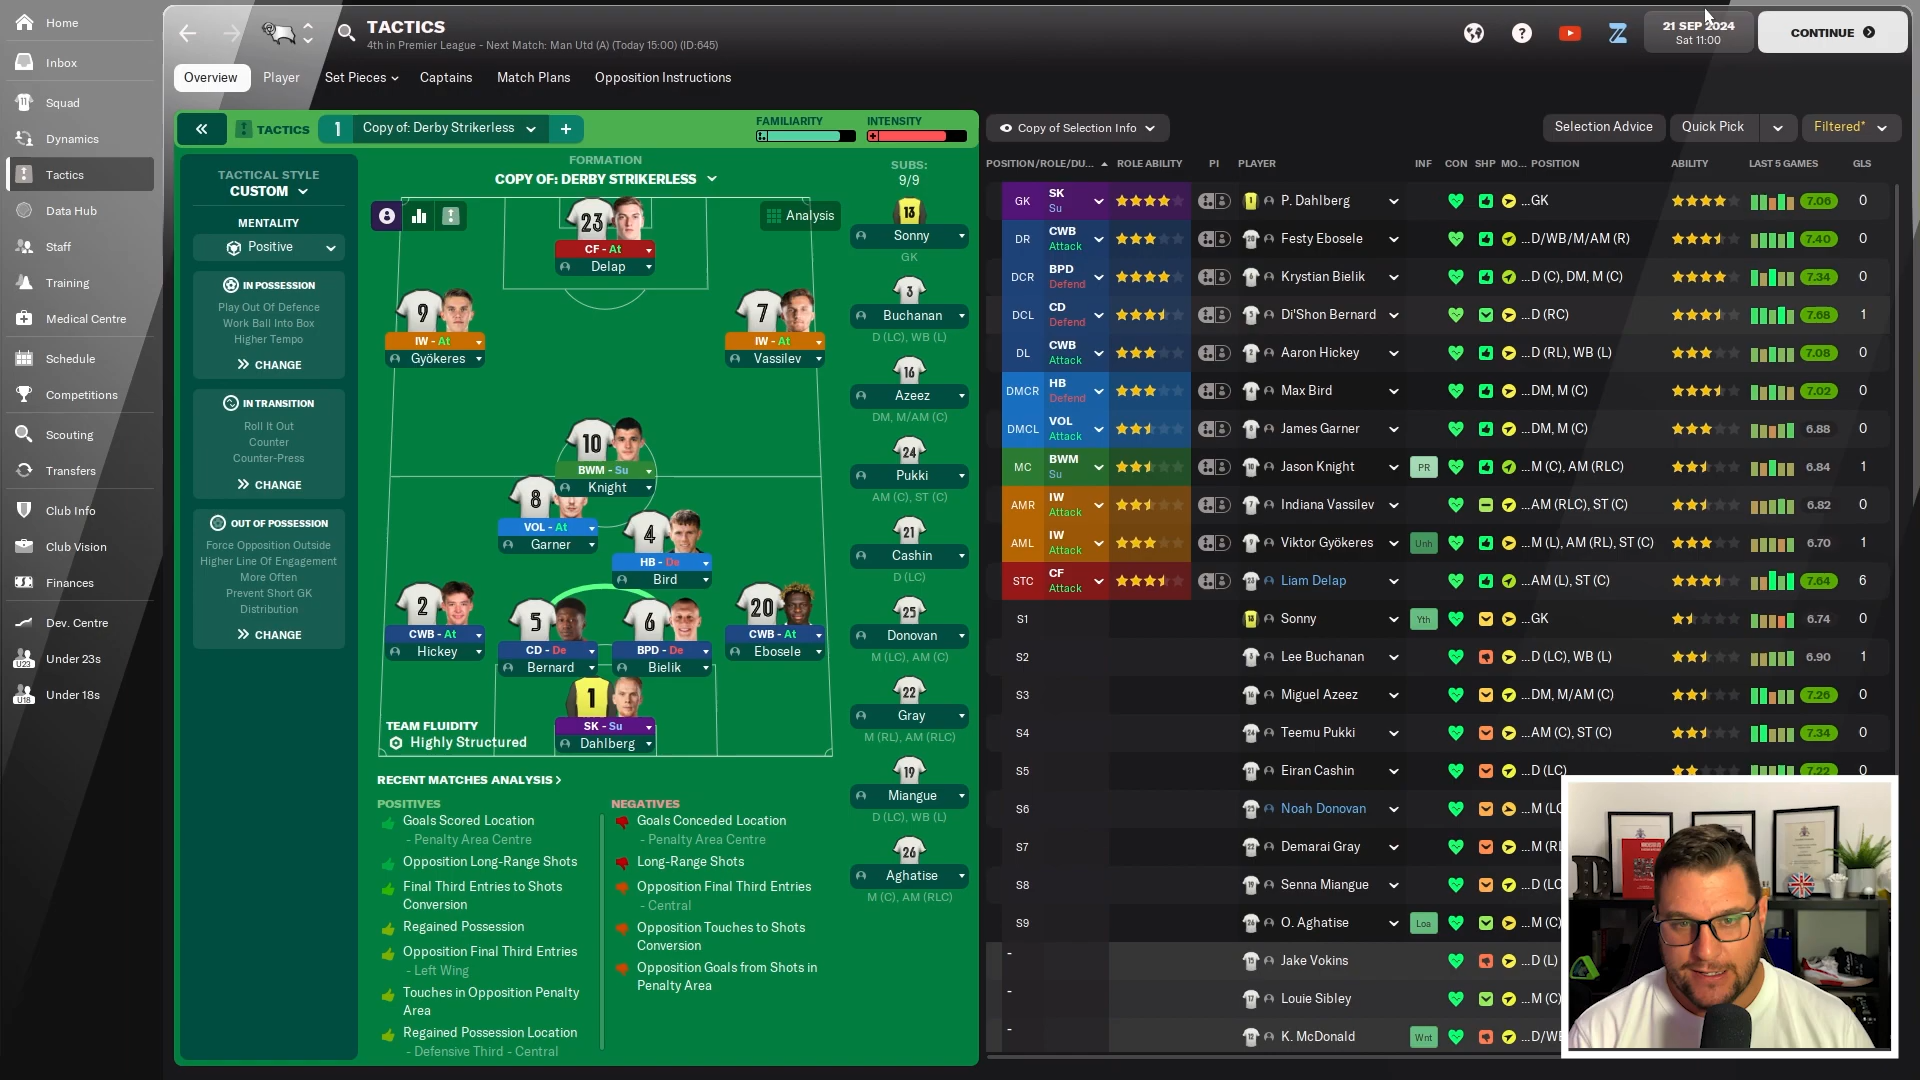 Home
Inbox
Squad
Dynamics
Tactics
Data Hub
Staff
Training
Medical Centre
Schedule
Competitions
Scouting
Transfers
Club Info
Club Vision
Finances
Dev. Centre
U23 Under 23s
U18 Under 18s
TACTICS
4th in Premier League - Next Match: Man Utd (A) (Today 15:00) (ID:645)
21 SEP 2024
Sat 11:00
CONTINUE
Overview Player Set Pieces Captains Match Plans Opposition Instructions
TACTICS 1 Copy of: Derby Strikerless +
FAMILIARITY INTENSITY
TACTICAL STYLE
CUSTOM
MENTALITY
Positive
IN POSSESSION
Play Out Of Defence
Work Ball Into Box
Higher Tempo
CHANGE
IN TRANSITION
Roll It Out
Counter
Counter-Press
CHANGE
OUT OF POSSESSION
Force Opposition Outside
Higher Line Of Engagement
More Often
Prevent Short GK
Distribution
CHANGE
FORMATION
COPY OF: DERBY STRIKERLESS
Analysis
23
CF - At
Delap
9
IW - At
Gyökeres
7
IW - At
Vassilev
10
BWM - Su
Knight
8
VOL - At
Garner
4
HB - De
Bird
2
CWB - At
Hickey
5
CD - De
Bernard
6
BPD - De
Bielik
20
CWB - At
Ebosele
1
SK - Su
Dahlberg
TEAM FLUIDITY
Highly Structured
SUBS:
9/9
13
Sonny
GK
3
Buchanan
D (LC), WB (L)
16
Azeez
DM, M/AM (C)
24
Pukki
AM (C), ST (C)
21
Cashin
D (LC)
25
Donovan
M (LC), AM (C)
22
Gray
M (RL), AM (RLC)
19
Miangue
D (LC), WB (L)
26
Aghatise
M (C), AM (RLC)
RECENT MATCHES ANALYSIS >
POSITIVES
Goals Scored Location
- Penalty Area Centre
Opposition Long-Range Shots
Final Third Entries to Shots
Conversion
Regained Possession
Opposition Final Third Entries
- Left Wing
Touches in Opposition Penalty
Area
Regained Possession Location
- Defensive Third - Central
NEGATIVES
Goals Conceded Location
- Penalty Area Centre
Long-Range Shots
Opposition Final Third Entries
- Central
Opposition Touches to Shots
Conversion
Opposition Goals from Shots in
Penalty Area
Copy of Selection Info
Selection Advice Quick Pick Filtered*
POSITION/ROLE/DU... ROLE ABILITY PI PLAYER INF CON SHP MO... POSITION ABILITY LAST 5 GAMES GLS
GK SK Su P. Dahlberg ...GK 7.06 0
DR CWB Attack Festy Ebosele ...D/WB/M/AM (R) 7.40 0
DCR BPD Defend Krystian Bielik ...D (C), DM, M (C) 7.34 0
DCL CD Defend Di'Shon Bernard ...D (RC) 7.68 1
DL CWB Attack Aaron Hickey ...D (RL), WB (L) 7.08 0
DMCR HB Defend Max Bird ...DM, M (C) 7.02 0
DMCL VOL Attack James Garner ...DM, M (C) 6.88 0
MC BWM Su Jason Knight PR ...M (C), AM (RLC) 6.84 1
AMR IW Attack Indiana Vassilev ...AM (RLC), ST (C) 6.82 0
AML IW Attack Viktor Gyökeres Unh ...M (L), AM (RL), ST (C) 6.70 1
STC CF Attack Liam Delap ...AM (L), ST (C) 7.64 6
S1 Sonny Yth ...GK 6.74 0
S2 Lee Buchanan ...D (LC), WB (L) 6.90 1
S3 Miguel Azeez ...DM, M/AM (C) 7.26 0
S4 Teemu Pukki ...AM (C), ST (C) 7.34 0
S5 Eiran Cashin ...D (LC) 7.22 0
S6 Noah Donovan ...M (LC
S7 Demarai Gray ...M (RL
S8 Senna Miangue ...D (LC
S9 O. Aghatise Loa ...M (C)
- Jake Vokins ...D (L)
- Louie Sibley ...M (C)
- K. McDonald Wnt ...D/WB